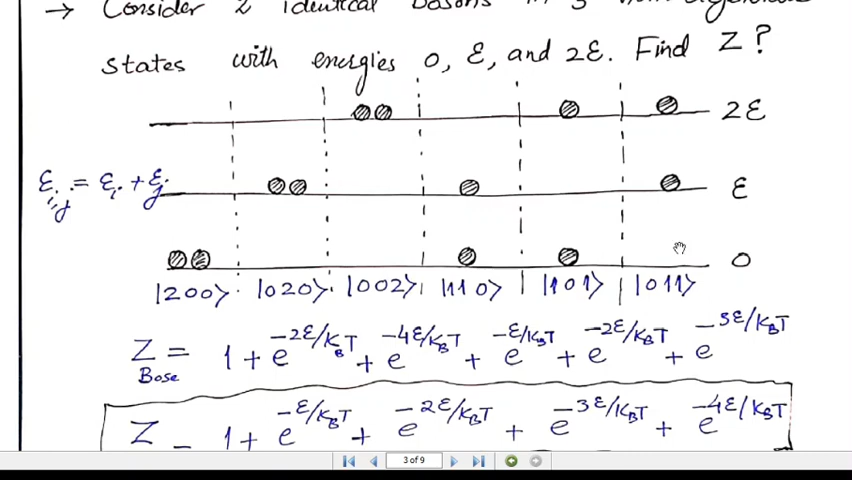 → Consider 2 identical bosons in 3
states with energies 0, ε, and 2ε. Find Z?
2ε
ε_{i,j} = ε_i + ε_j
ε
0
|200⟩ |020⟩ |002⟩ |110⟩ |101⟩ |011⟩
Z_Bose = 1 + e^{-2ε/K_BT} + e^{-4ε/K_BT} + e^{-ε/K_BT} + e^{-2ε/K_BT} + e^{-3ε/K_BT}
Z = 1 + e^{-ε/K_BT} + e^{-2ε/K_BT} + e^{-3ε/K_BT} + e^{-4ε/K_BT}
3 of 9